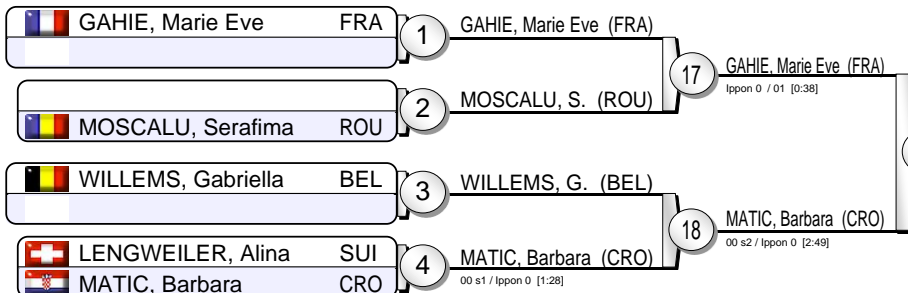 GAHIE, Marie Eve FRA
1
GAHIE, Marie Eve (FRA)
17
GAHIE, Marie Eve (FRA)
Ippon 0 / 01 [0:38]
2
MOSCALU, S. (ROU)
MOSCALU, Serafima ROU
WILLEMS, Gabriella BEL
3
WILLEMS, G. (BEL)
18
MATIC, Barbara (CRO)
00 s2 / Ippon 0 [2:49]
LENGWEILER, Alina SUI
4
MATIC, Barbara (CRO)
00 s1 / Ippon 0 [1:28]
MATIC, Barbara CRO